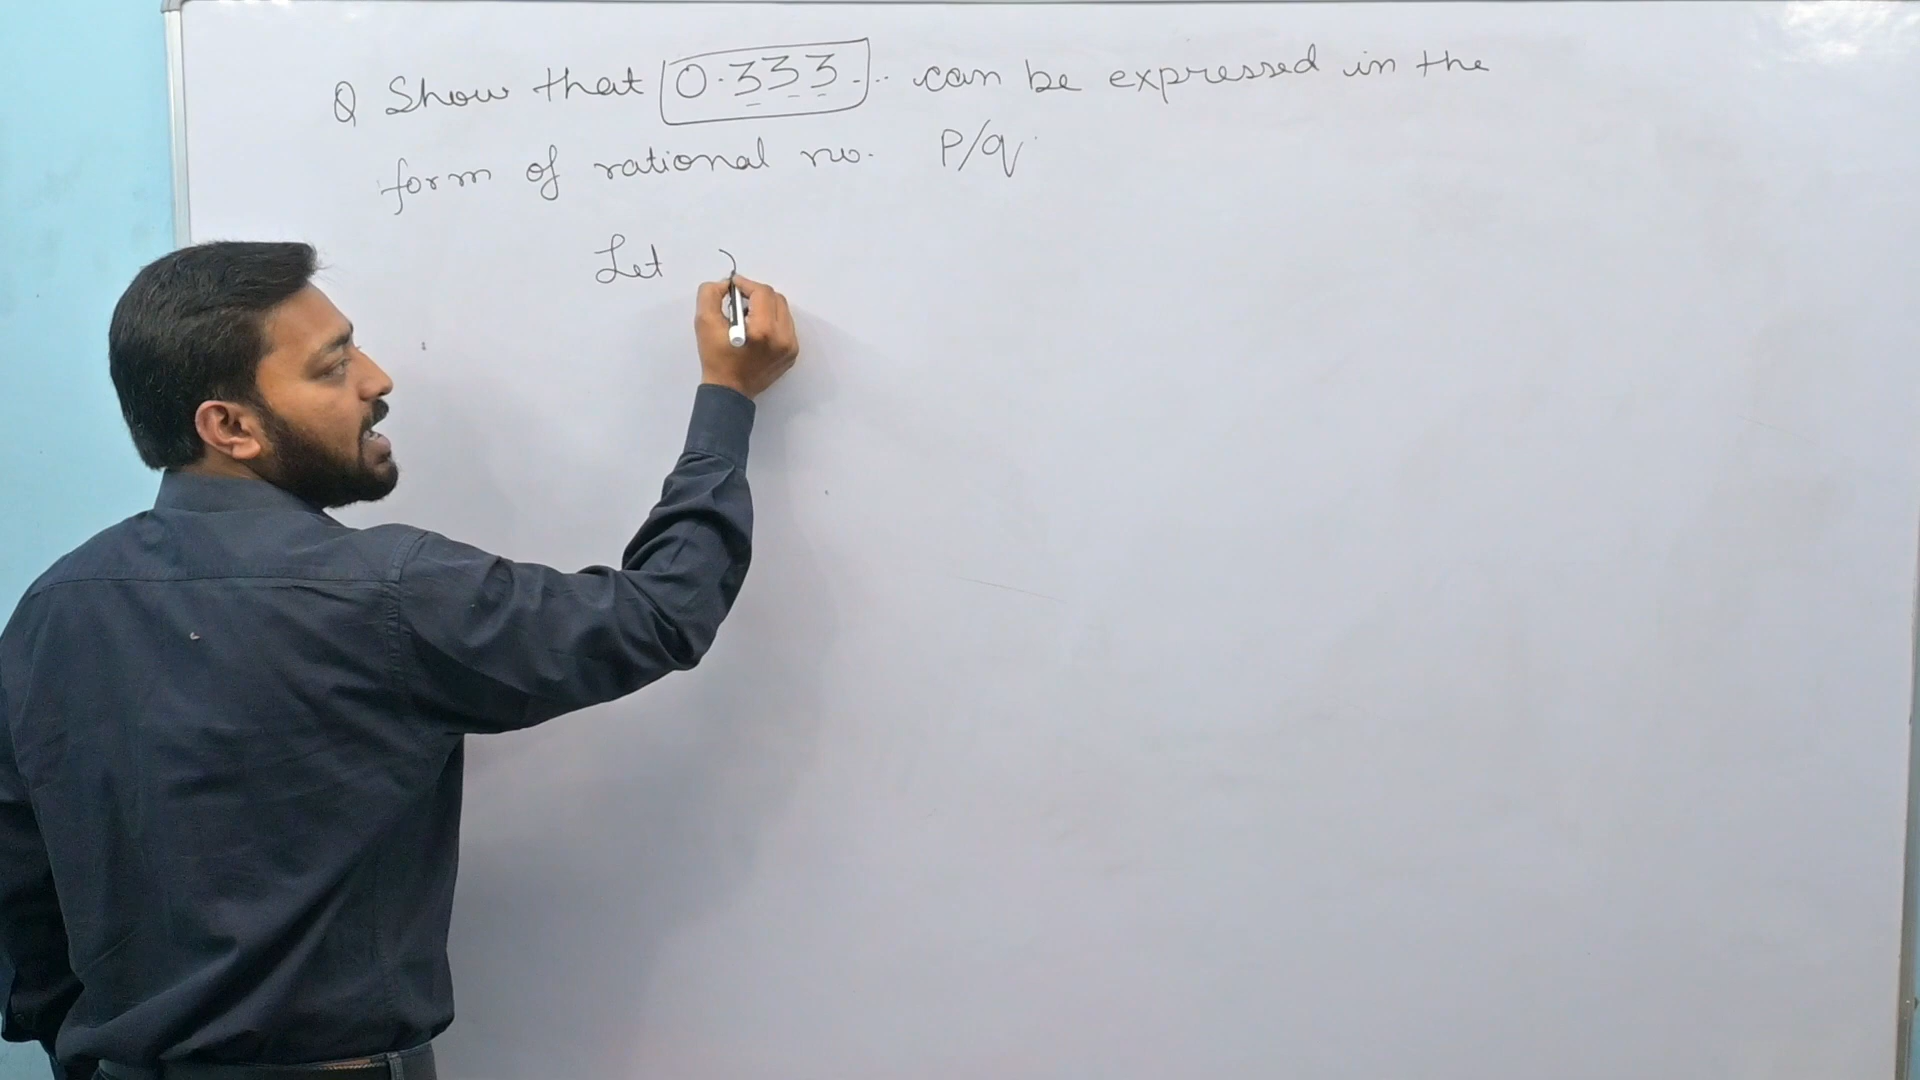 Q Show that 0.333... can be expressed in the
form of rational no. P/q
Let